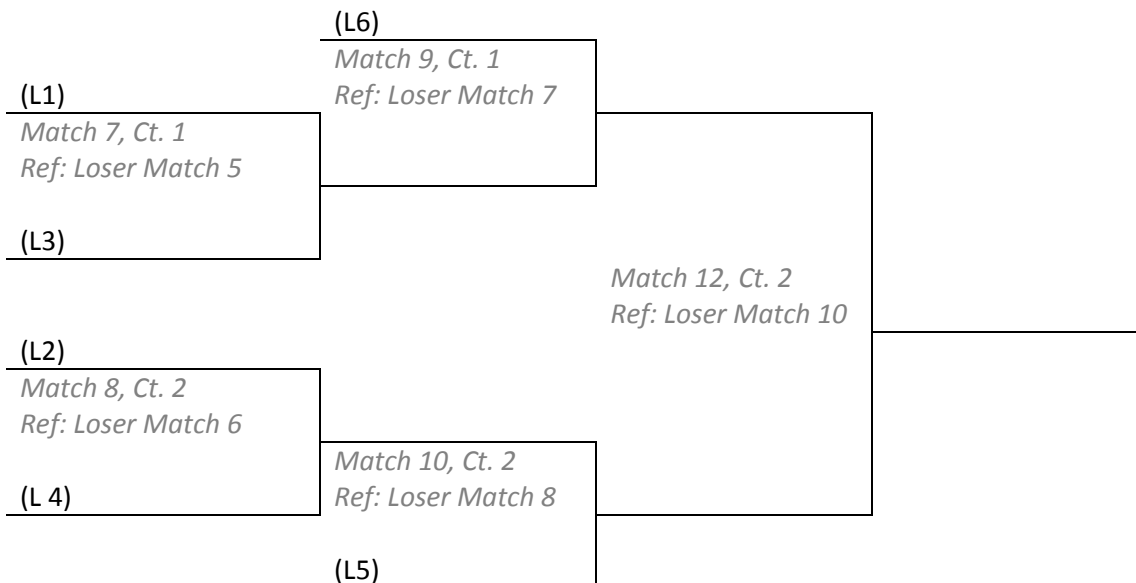 (L6)
Match 9, Ct. 1
Ref: Loser Match 7
(L1)
Match 7, Ct. 1
Ref: Loser Match 5
(L3)
Match 12, Ct. 2
Ref: Loser Match 10
(L2)
Match 8, Ct. 2
Ref: Loser Match 6
Match 10, Ct. 2
Ref: Loser Match 8
(L 4)
(L5)